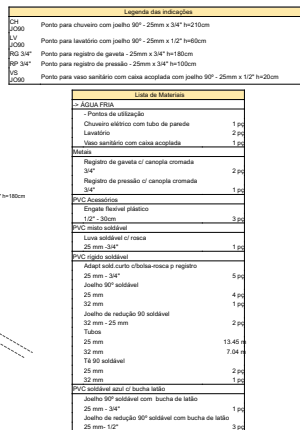 Legenda das indicações
CH JO90 Ponto para chuveiro com joelho 90º - 25mm x 3/4" h=210cm
LV JO90 Ponto para lavatório com joelho 90º - 25mm x 1/2" h=60cm
RG 3/4" Ponto para registro de gaveta - 25mm x 3/4" h=180cm
RP 3/4" Ponto para registro de pressão - 25mm x 3/4" h=100cm
VS JO90 Ponto para vaso sanitário com caixa acoplada com joelho 90º - 25mm x 1/2" h=20cm
Lista de Materiais
-> ÁGUA FRIA
- Pontos de utilização
Chuveiro elétrico com tubo de parede 1 pç
Lavatório 2 pç
Vaso sanitário com caixa acoplada 1 pç
Metais
Registro de gaveta c/ canopla cromada
3/4" 2 pç
Registro de pressão c/ canopla cromada
3/4" 1 pç
" h=180cm
PVC Acessórios
Engate flexível plástico
1/2" - 30cm 3 pç
PVC misto soldável
Luva soldável c/ rosca
25 mm -3/4" 1 pç
PVC rígido soldável
Adapt sold.curto c/bolsa-rosca p registro
25 mm - 3/4" 5 pç
Joelho 90º soldável
25 mm 4 pç
32 mm 1 pç
Joelho de redução 90 soldável
32 mm - 25 mm 2 pç
Tubos
25 mm 13.45 m
32 mm 7.04 m
Tê 90 soldável
25 mm 2 pç
32 mm 1 pç
PVC soldável azul c/ bucha latão
Joelho 90º soldável com bucha de latão
25 mm - 3/4" 1 pç
Joelho de redução 90º soldável com bucha de latão
25 mm- 1/2" 3 pç